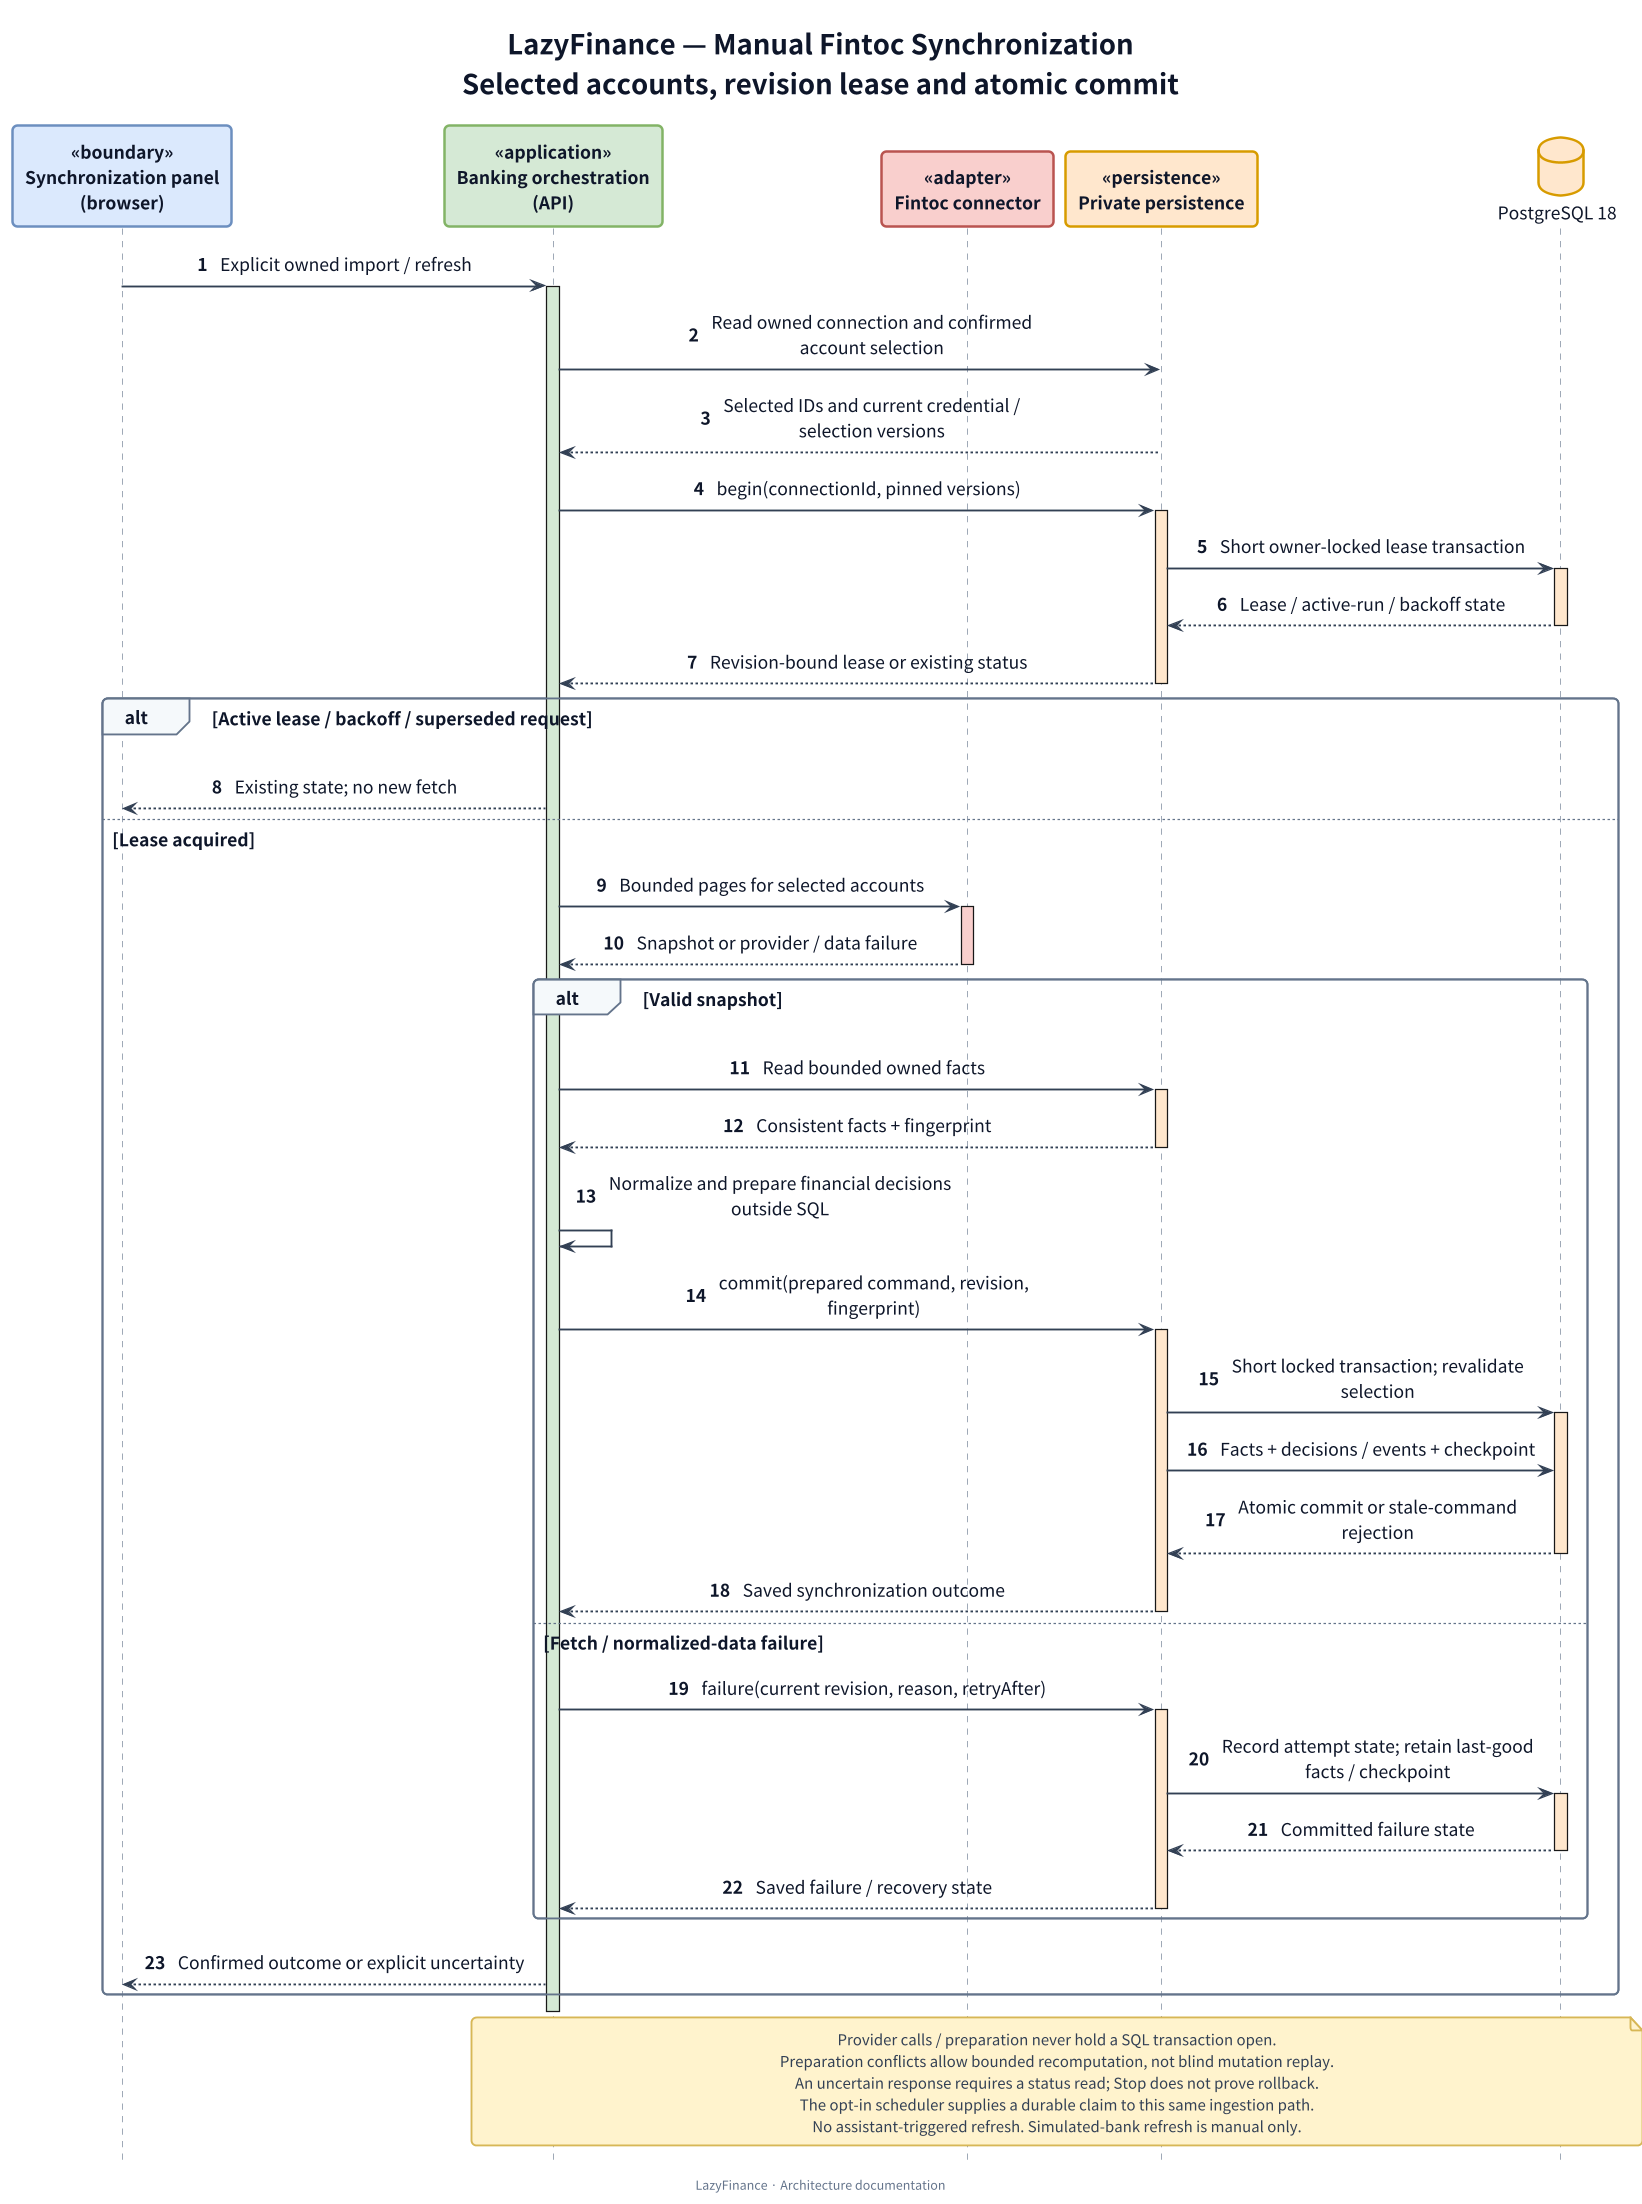 LazyFinance — Manual Fintoc Synchronization
Selected accounts, revision lease and atomic commit
«boundary»
Synchronization panel
(browser)
«application»
Banking orchestration
(API)
«adapter»
Fintoc connector
«persistence»
Private persistence
PostgreSQL 18
1 Explicit owned import / refresh
2 Read owned connection and confirmed
account selection
3 Selected IDs and current credential /
selection versions
4 begin(connectionId, pinned versions)
5 Short owner-locked lease transaction
6 Lease / active-run / backoff state
7 Revision-bound lease or existing status
alt [Active lease / backoff / superseded request]
8 Existing state; no new fetch
[Lease acquired]
9 Bounded pages for selected accounts
10 Snapshot or provider / data failure
alt [Valid snapshot]
11 Read bounded owned facts
12 Consistent facts + fingerprint
13 Normalize and prepare financial decisions
outside SQL
14 commit(prepared command, revision,
fingerprint)
15 Short locked transaction; revalidate
selection
16 Facts + decisions / events + checkpoint
17 Atomic commit or stale-command
rejection
18 Saved synchronization outcome
[Fetch / normalized-data failure]
19 failure(current revision, reason, retryAfter)
20 Record attempt state; retain last-good
facts / checkpoint
21 Committed failure state
22 Saved failure / recovery state
23 Confirmed outcome or explicit uncertainty
Provider calls / preparation never hold a SQL transaction open.
Preparation conflicts allow bounded recomputation, not blind mutation replay.
An uncertain response requires a status read; Stop does not prove rollback.
The opt-in scheduler supplies a durable claim to this same ingestion path.
No assistant-triggered refresh. Simulated-bank refresh is manual only.
LazyFinance · Architecture documentation